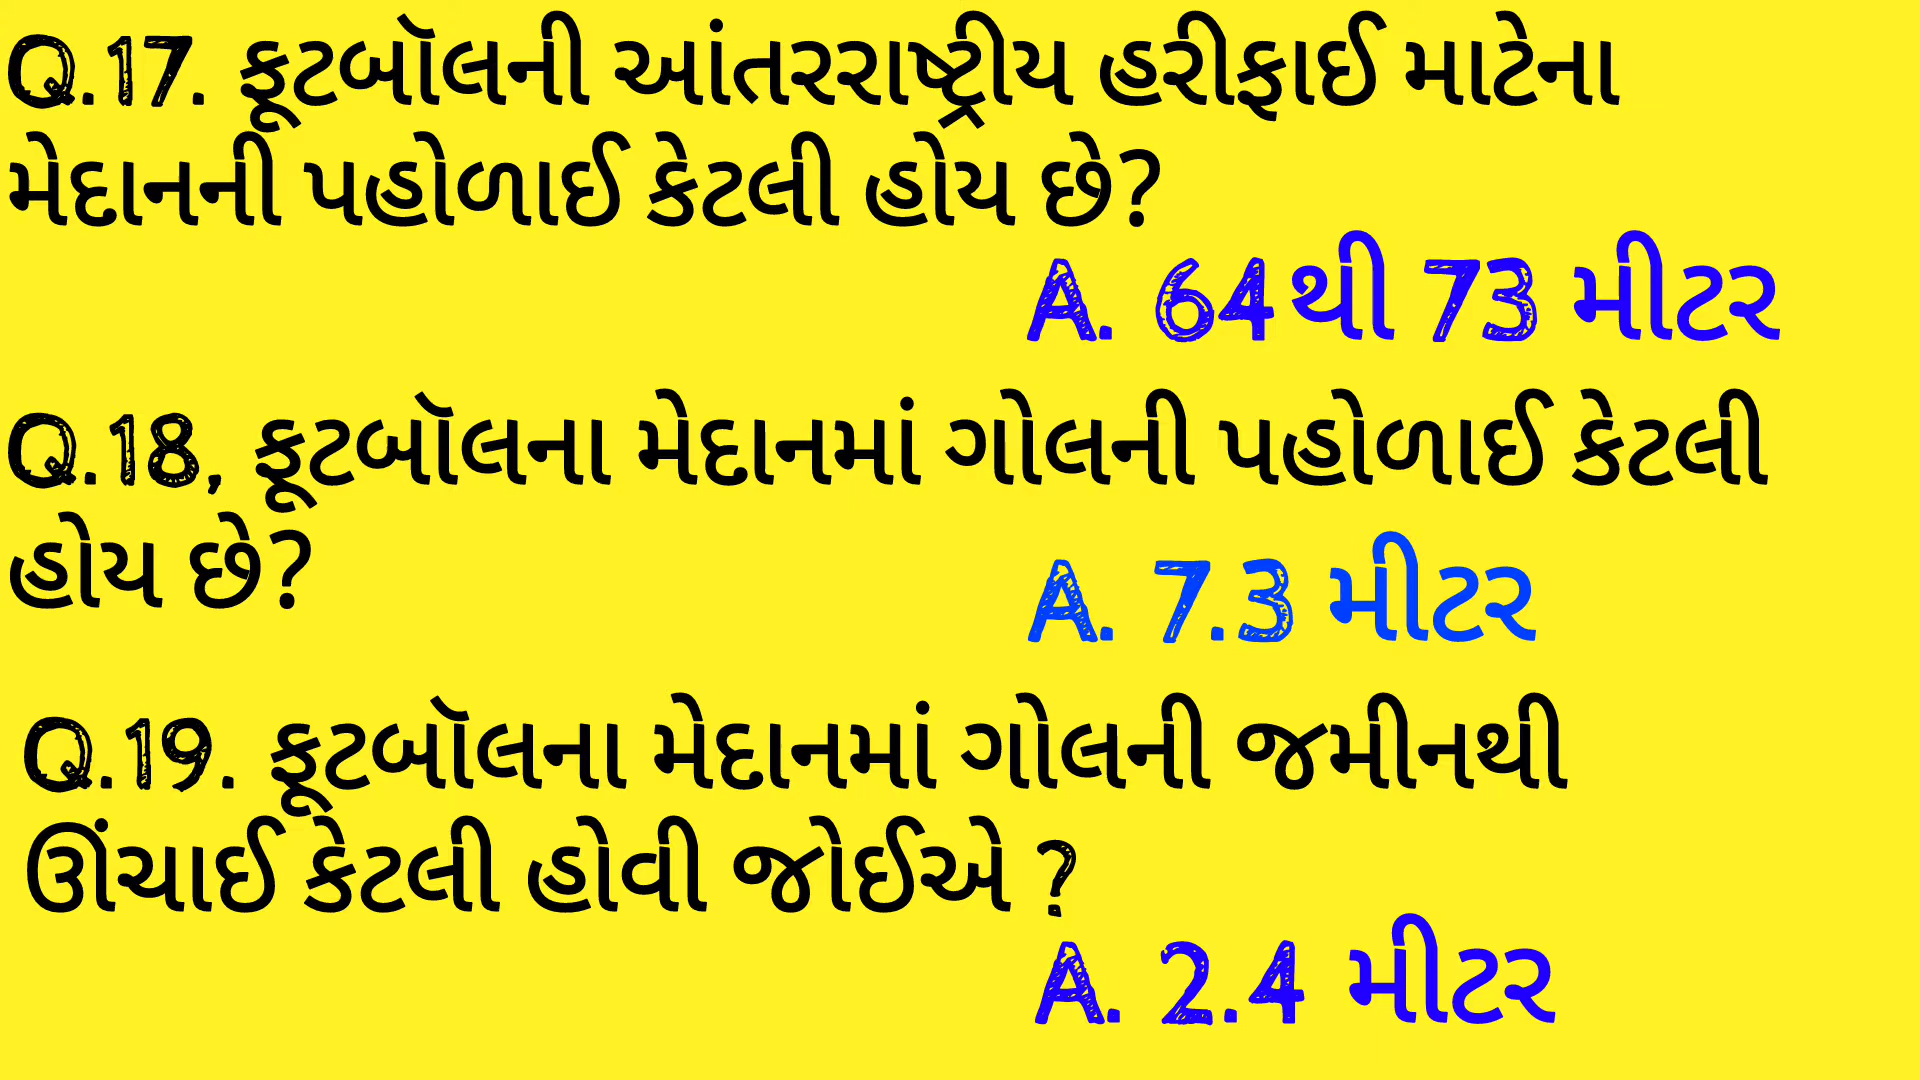 Q.17. ફૂટબૉલની આંતરરાષ્ટ્રીય હરીફાઈ માટેના
મેદાનની પહોળાઈ કેટલી હોય છે?
A. 64થી 73 મીટર
Q.18, ફૂટબૉલના મેદાનમાં ગોલની પહોળાઈ કેટલી
હોય છે?
A. 7.3 મીટર
Q.19. ફૂટબૉલના મેદાનમાં ગોલની જમીનથી
ઊંચાઈ કેટલી હોવી જોઈએ ?
A. 2.4 મીટર